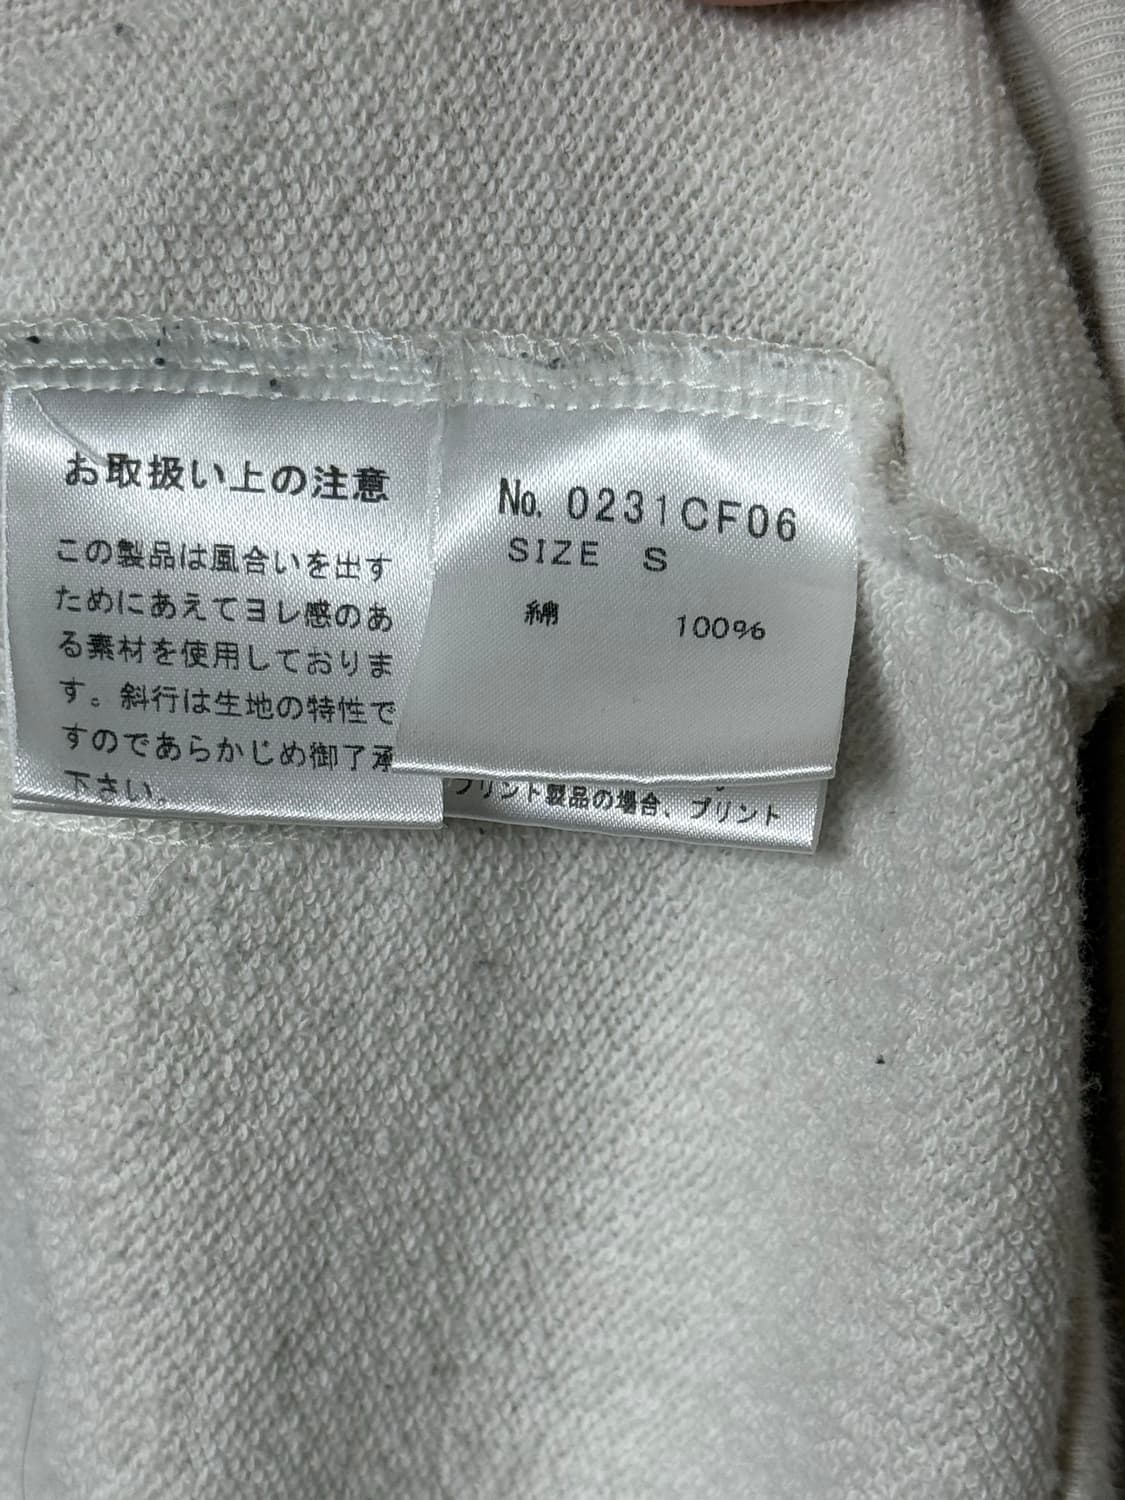 お取扱い上の注意
この製品は風合いを出す
ためにあえてヨレ感のあ
る素材を使用しておりま
す。斜行は生地の特性で
すのであらかじめ御了承
下さい。
No. 0231CF06
SIZE S
綿 100%
プリント製品の場合、プリント